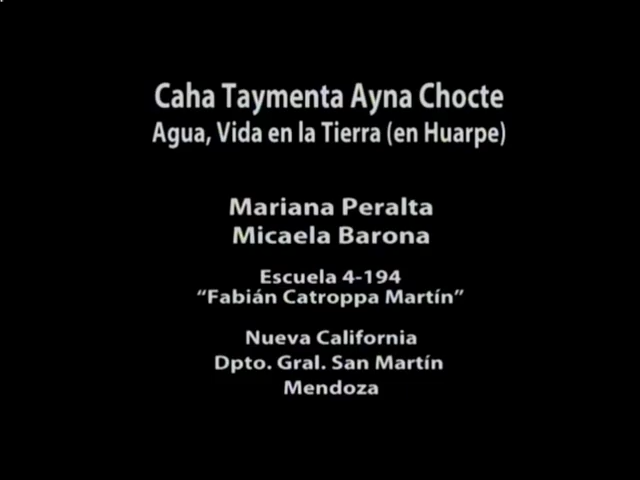 Caha Taymenta Ayna Chocte
Agua, Vida en la Tierra (en Huarpe)
Mariana Peralta
Micaela Barona
Escuela 4-194
“Fabián Catroppa Martín”
Nueva California
Dpto. Gral. San Martín
Mendoza